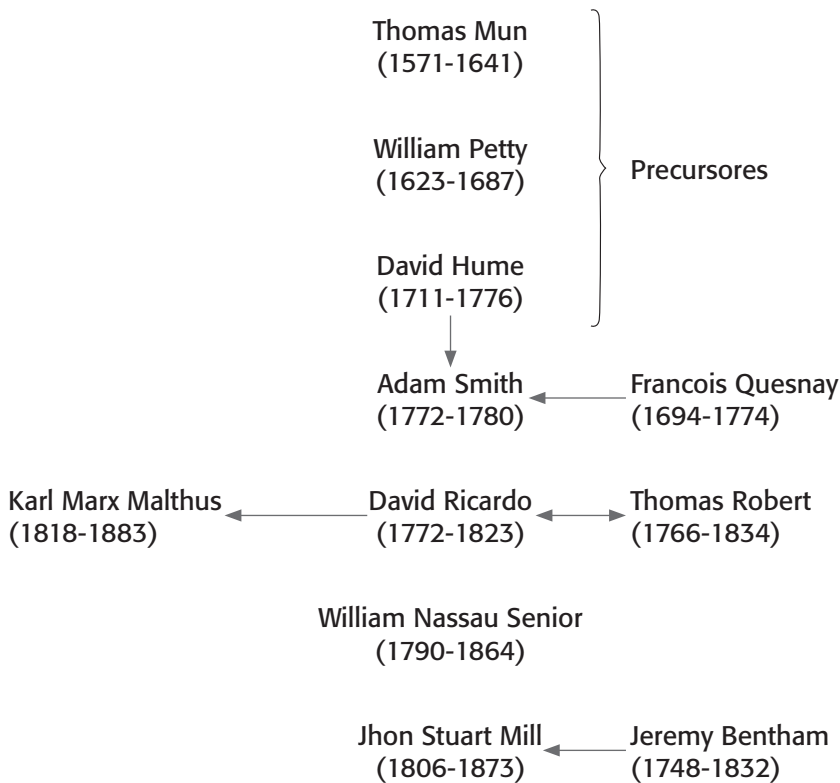 Thomas Mun
(1571-1641)
William Petty
(1623-1687)
Precursores
David Hume
(1711-1776)
Adam Smith
(1772-1780)
Francois Quesnay
(1694-1774)
Karl Marx Malthus
(1818-1883)
David Ricardo
(1772-1823)
Thomas Robert
(1766-1834)
William Nassau Senior
(1790-1864)
Jhon Stuart Mill
(1806-1873)
Jeremy Bentham
(1748-1832)